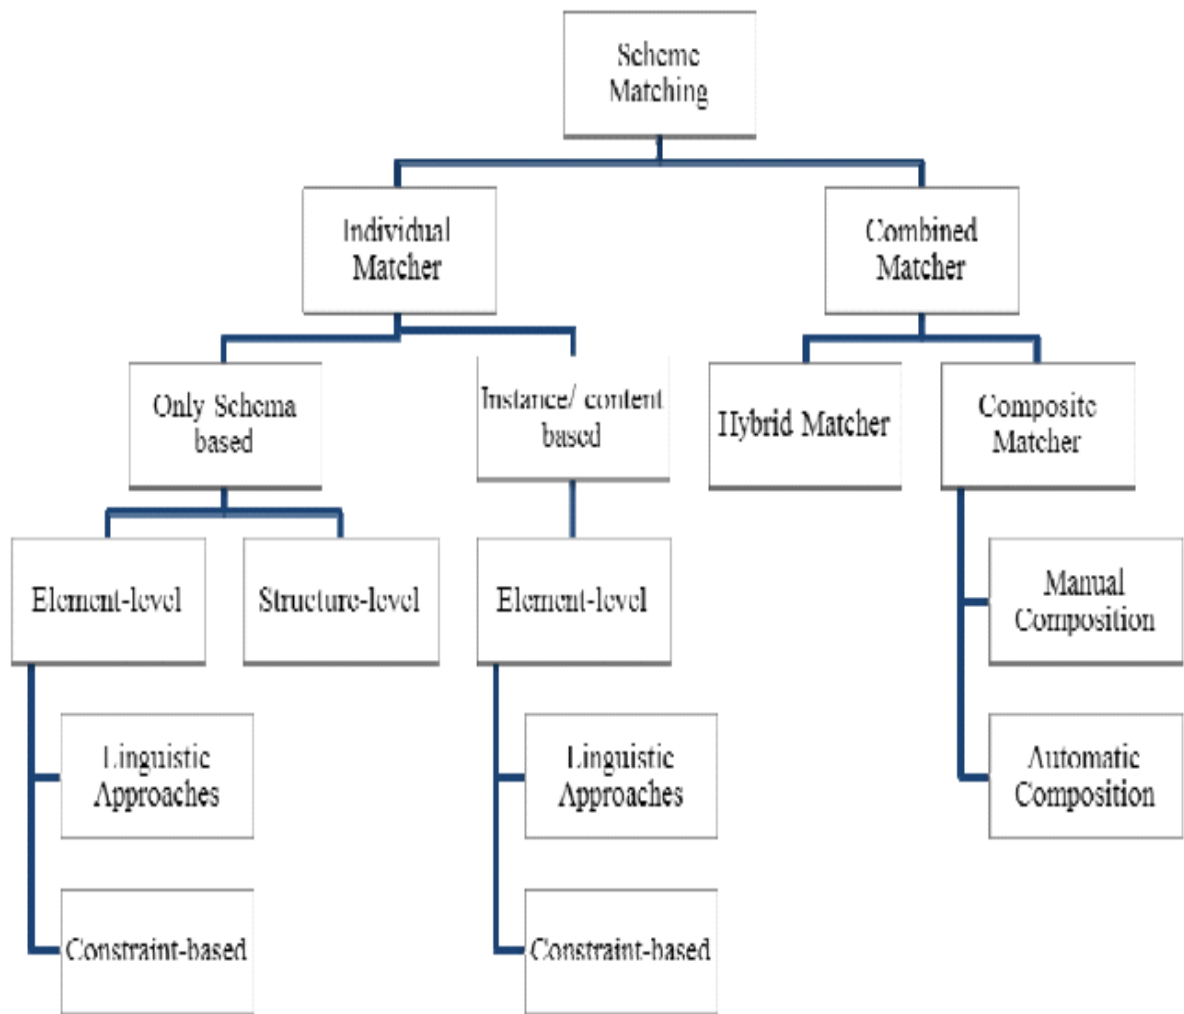 Scheme
Matching
Individual
Matcher
Combined
Matcher
Only Schema
based
Instance/ content
based
Hybrid Matcher
Composite
Matcher
Element-level
Structure-level
Element-level
Manual
Composition
Linguistic
Approaches
Linguistic
Approaches
Automatic
Composition
Constraint-based
Constraint-based